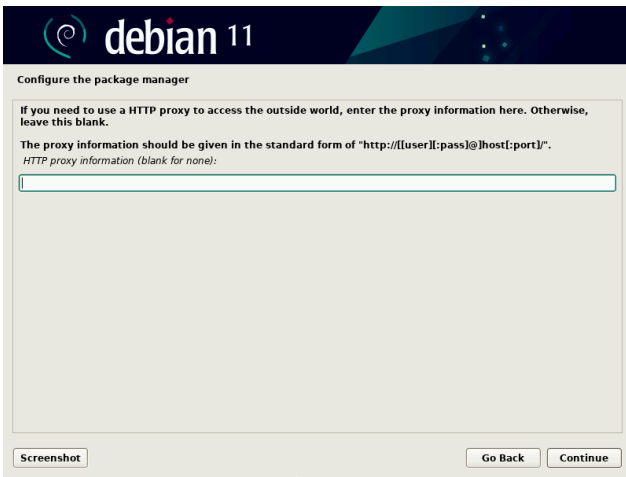 debian 11
Configure the package manager
If you need to use a HTTP proxy to access the outside world, enter the proxy information here. Otherwise,
leave this blank.
The proxy information should be given in the standard form of "http://[[user][:pass]@]host[:port]/".
HTTP proxy information (blank for none):
Screenshot Go Back Continue